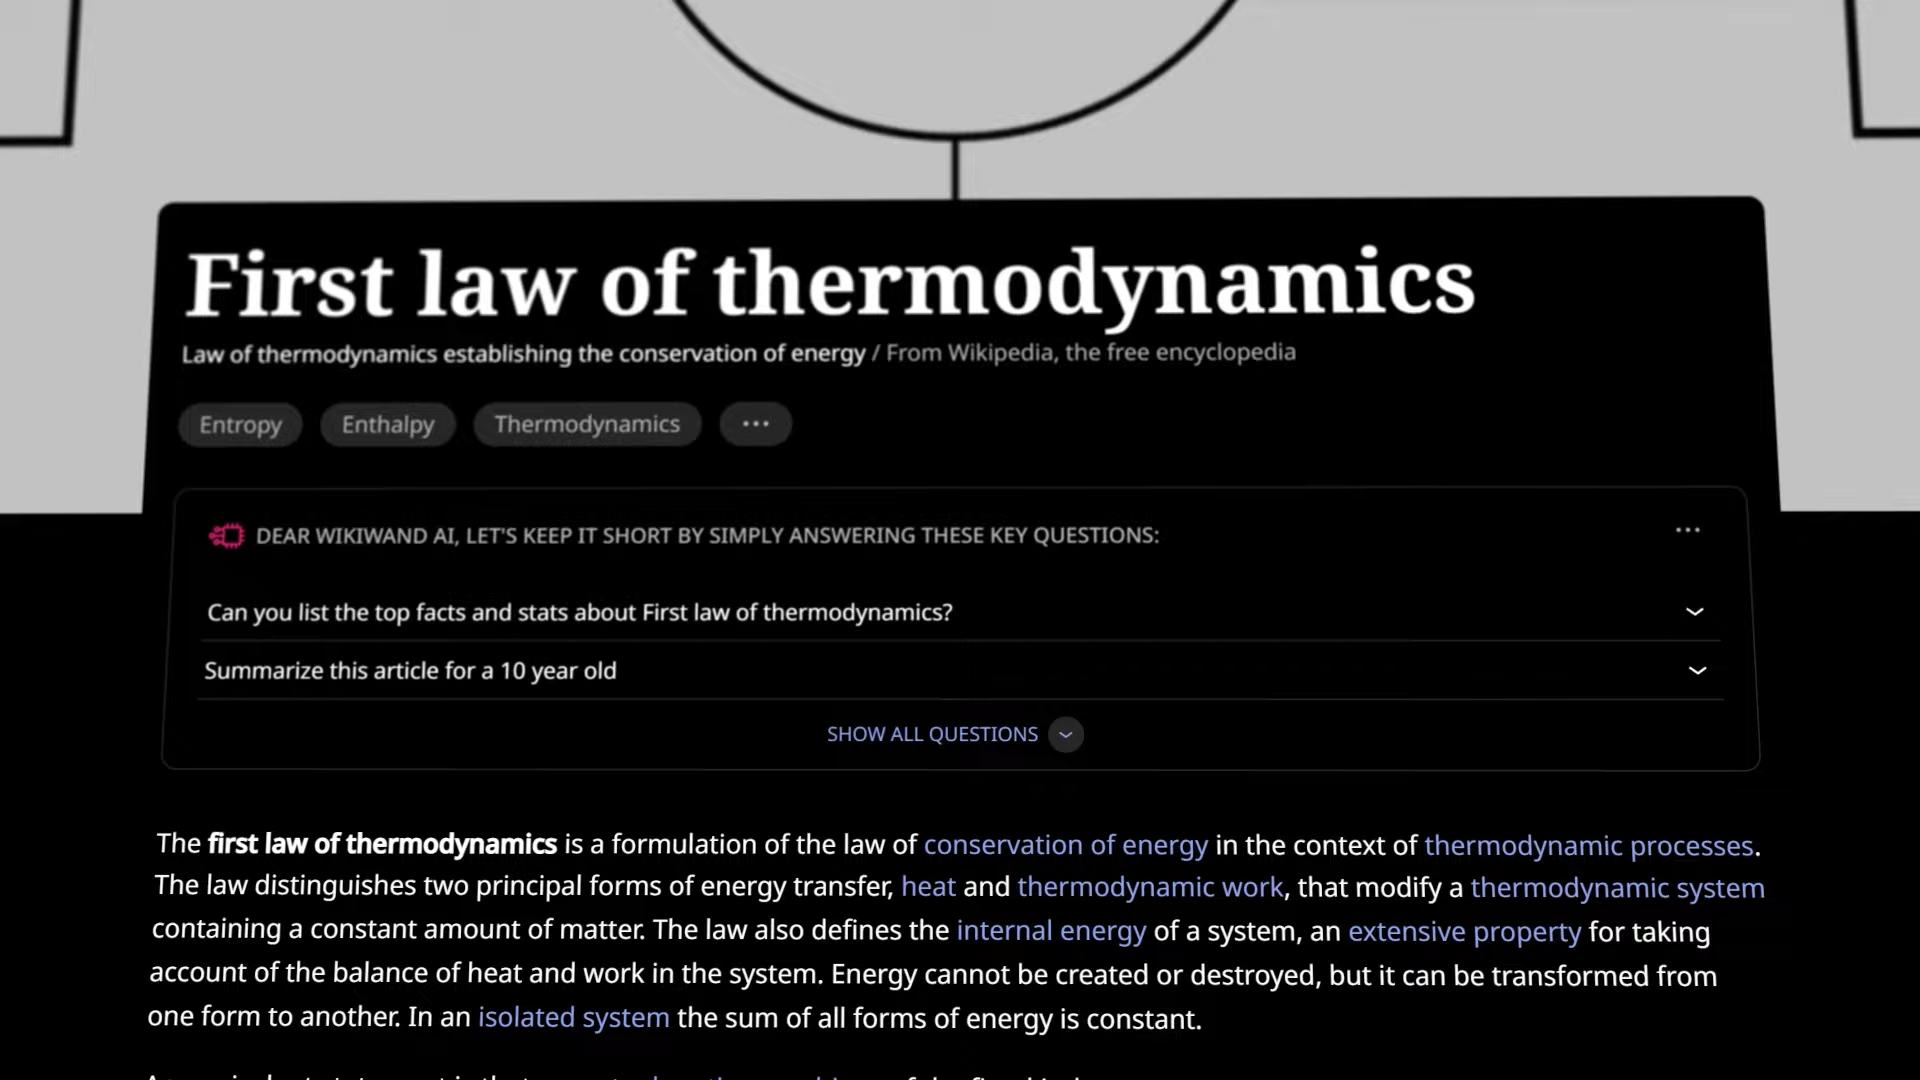 First law of thermodynamics
Law of thermodynamics establishing the conservation of energy / From Wikipedia, the free encyclopedia
Entropy Enthalpy Thermodynamics ...
DEAR WIKIWAND AI, LET'S KEEP IT SHORT BY SIMPLY ANSWERING THESE KEY QUESTIONS:
Can you list the top facts and stats about First law of thermodynamics?
Summarize this article for a 10 year old
SHOW ALL QUESTIONS
The first law of thermodynamics is a formulation of the law of conservation of energy in the context of thermodynamic processes.
The law distinguishes two principal forms of energy transfer, heat and thermodynamic work, that modify a thermodynamic system
containing a constant amount of matter. The law also defines the internal energy of a system, an extensive property for taking
account of the balance of heat and work in the system. Energy cannot be created or destroyed, but it can be transformed from
one form to another. In an isolated system the sum of all forms of energy is constant.